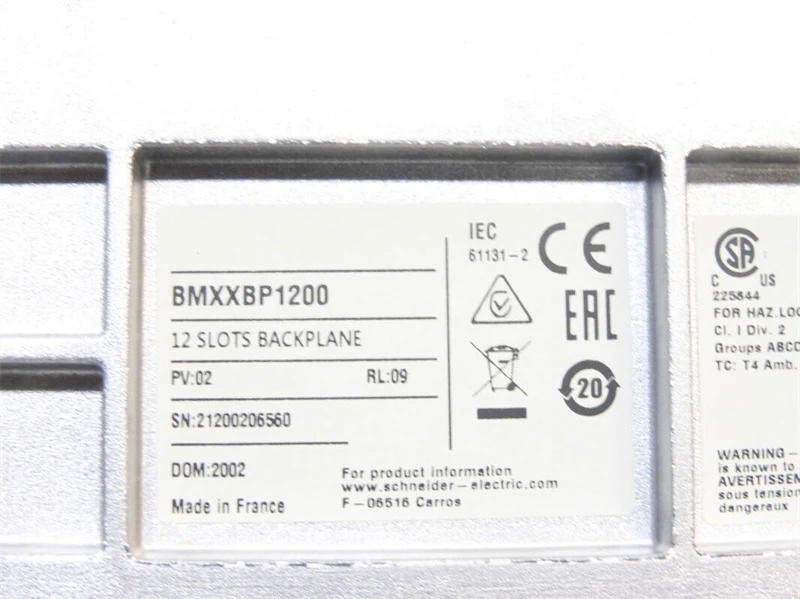 BMXXBP1200
12 SLOTS BACKPLANE
PV:02 RL:09
SN:21200206560
DOM:2002
Made in France
For product information
www.schneider-electric.com
F-06516 Carros
IEC
61131-2
CE
EAC
20
SA
C US
225844
FOR HAZ.LOC
Cl. I Div. 2
Groups ABCD
TC: T4 Amb.
WARNING-
is known to
AVERTISSEM
sous tension
dangereux